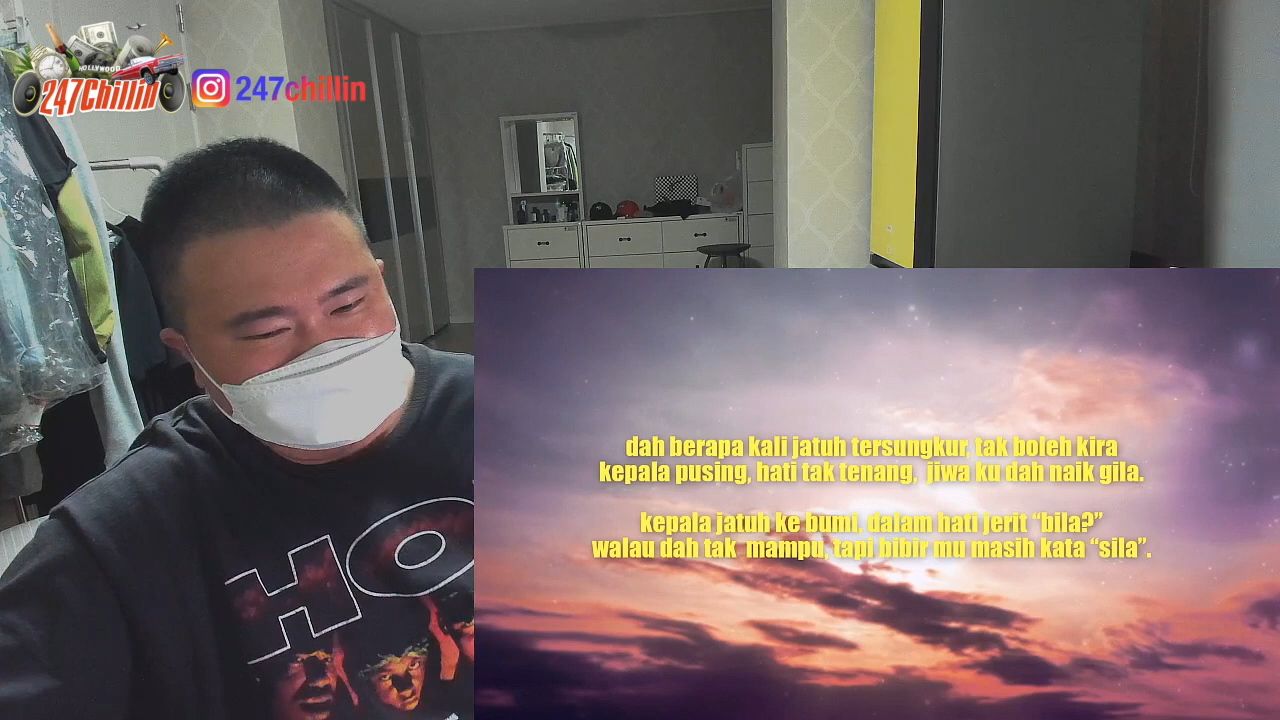 HOLLYWOOD
247Chillin
247chillin
HO
dah berapa kali jatuh tersungkur, tak boleh kira
kepala pusing, hati tak tenang, jiwa ku dah naik gila.
kepala jatuh ke bumi, dalam hati jerit “bila?”
walau dah tak mampu, tapi bibir mu masih kata “sila”.